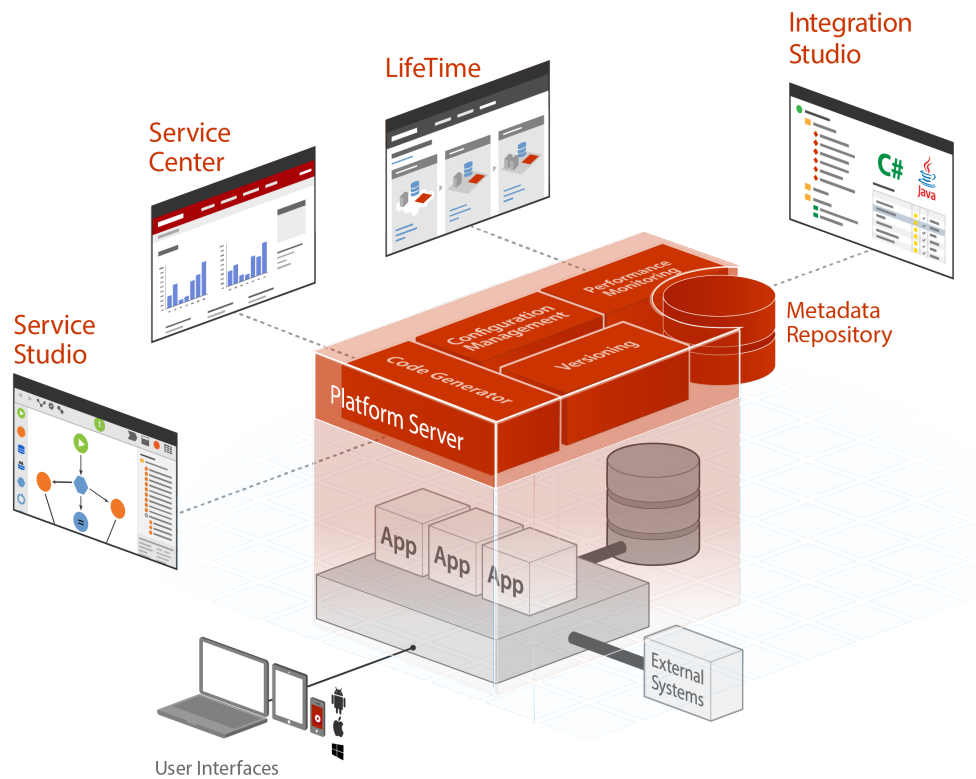 Integration
Studio
LifeTime
Service
Center
C#
Java
Performance
Monitoring
Configuration
Management
Metadata
Repository
Service
Studio
Versioning
Code Generator
Platform Server
App
App
App
External
Systems
User Interfaces